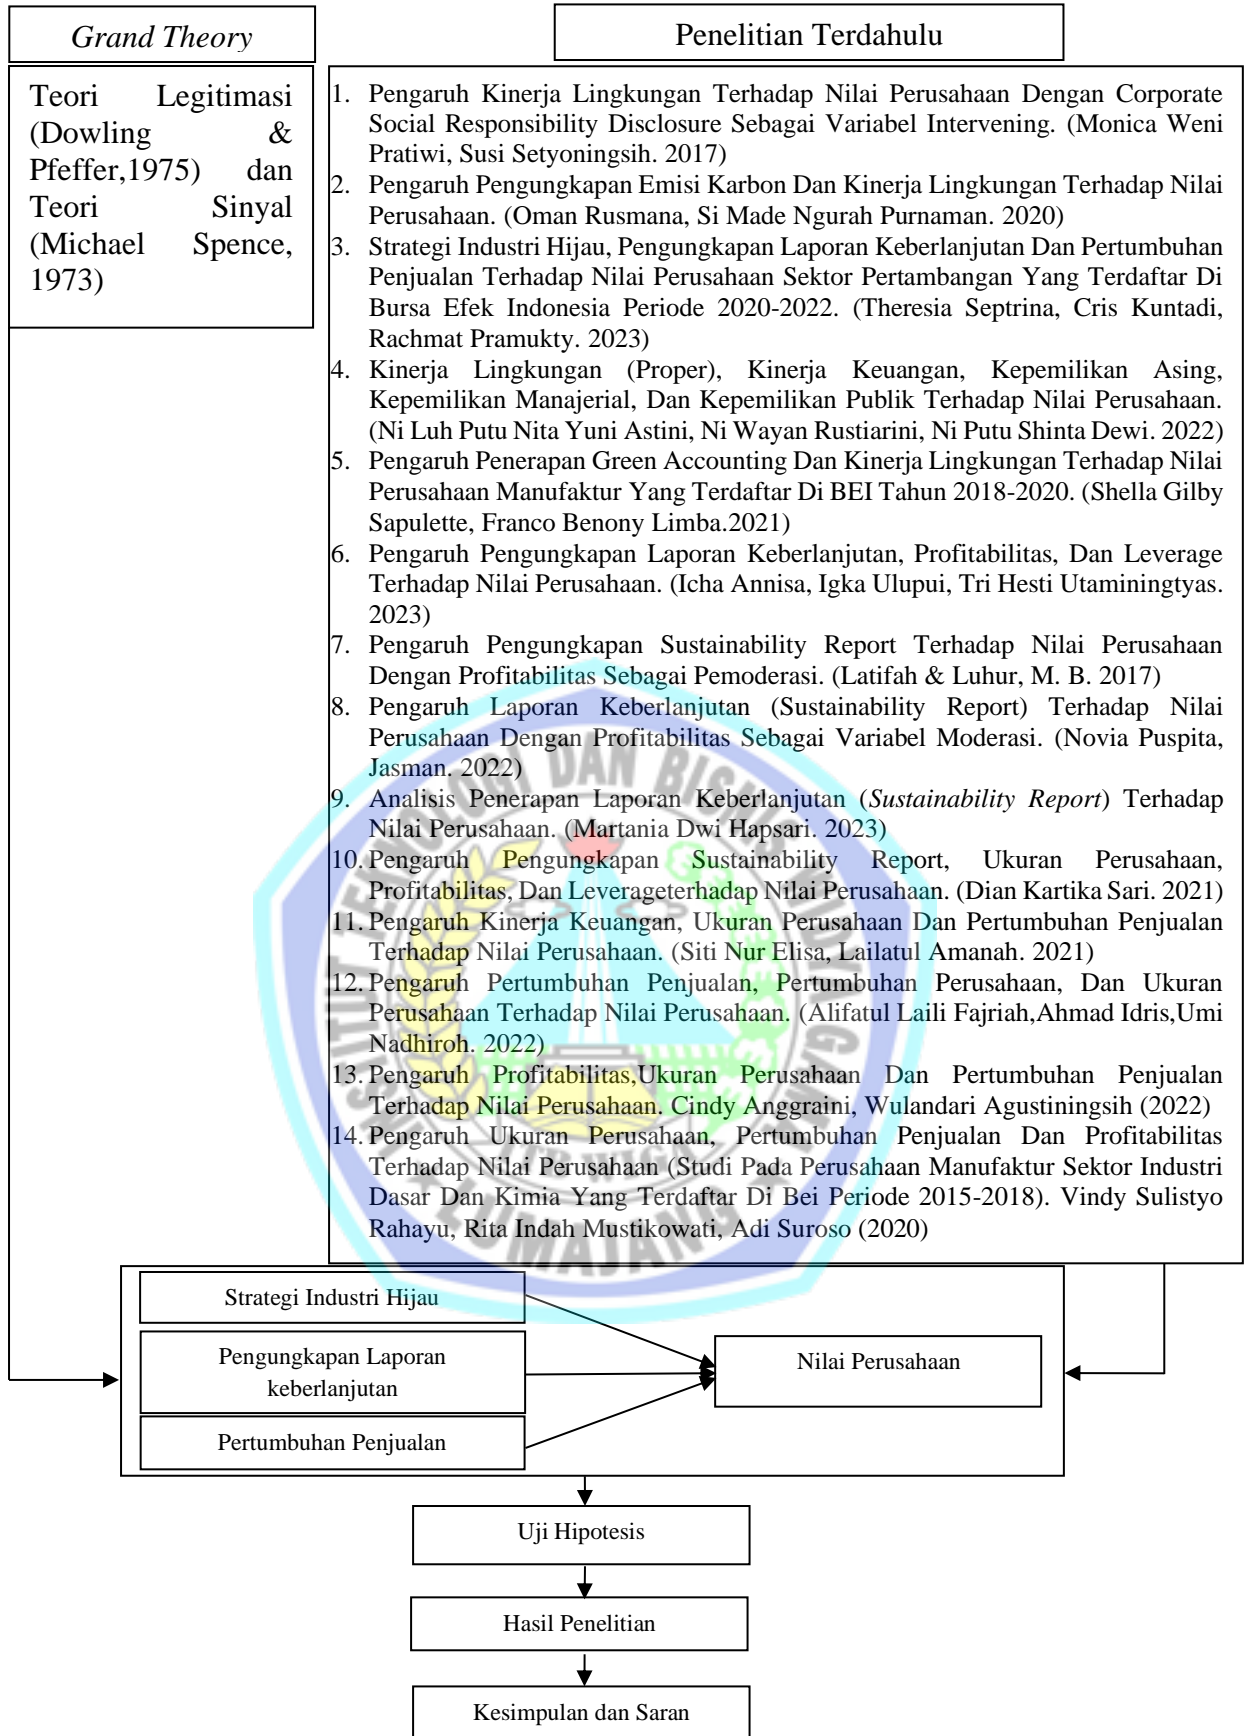 Grand Theory
Penelitian Terdahulu
Teori Legitimasi
(Dowling &
Pfeffer,1975) dan
Teori Sinyal
(Michael Spence,
1973)
1. Pengaruh Kinerja Lingkungan Terhadap Nilai Perusahaan Dengan Corporate
Social Responsibility Disclosure Sebagai Variabel Intervening. (Monica Weni
Pratiwi, Susi Setyoningsih. 2017)
2. Pengaruh Pengungkapan Emisi Karbon Dan Kinerja Lingkungan Terhadap Nilai
Perusahaan. (Oman Rusmana, Si Made Ngurah Purnaman. 2020)
3. Strategi Industri Hijau, Pengungkapan Laporan Keberlanjutan Dan Pertumbuhan
Penjualan Terhadap Nilai Perusahaan Sektor Pertambangan Yang Terdaftar Di
Bursa Efek Indonesia Periode 2020-2022. (Theresia Septrina, Cris Kuntadi,
Rachmat Pramukty. 2023)
4. Kinerja Lingkungan (Proper), Kinerja Keuangan, Kepemilikan Asing,
Kepemilikan Manajerial, Dan Kepemilikan Publik Terhadap Nilai Perusahaan.
(Ni Luh Putu Nita Yuni Astini, Ni Wayan Rustiarini, Ni Putu Shinta Dewi. 2022)
5. Pengaruh Penerapan Green Accounting Dan Kinerja Lingkungan Terhadap Nilai
Perusahaan Manufaktur Yang Terdaftar Di BEI Tahun 2018-2020. (Shella Gilby
Sapulette, Franco Benony Limba.2021)
6. Pengaruh Pengungkapan Laporan Keberlanjutan, Profitabilitas, Dan Leverage
Terhadap Nilai Perusahaan. (Icha Annisa, Igka Ulupui, Tri Hesti Utaminingtyas.
2023)
7. Pengaruh Pengungkapan Sustainability Report Terhadap Nilai Perusahaan
Dengan Profitabilitas Sebagai Pemoderasi. (Latifah & Luhur, M. B. 2017)
8. Pengaruh Laporan Keberlanjutan (Sustainability Report) Terhadap Nilai
Perusahaan Dengan Profitabilitas Sebagai Variabel Moderasi. (Novia Puspita,
Jasman. 2022)
9. Analisis Penerapan Laporan Keberlanjutan (Sustainability Report) Terhadap
Nilai Perusahaan. (Martania Dwi Hapsari. 2023)
10. Pengaruh Pengungkapan Sustainability Report, Ukuran Perusahaan,
Profitabilitas, Dan Leverageterhadap Nilai Perusahaan. (Dian Kartika Sari. 2021)
11. Pengaruh Kinerja Keuangan, Ukuran Perusahaan Dan Pertumbuhan Penjualan
Terhadap Nilai Perusahaan. (Siti Nur Elisa, Lailatul Amanah. 2021)
12. Pengaruh Pertumbuhan Penjualan, Pertumbuhan Perusahaan, Dan Ukuran
Perusahaan Terhadap Nilai Perusahaan. (Alifatul Laili Fajriah,Ahmad Idris,Umi
Nadhiroh. 2022)
13. Pengaruh Profitabilitas,Ukuran Perusahaan Dan Pertumbuhan Penjualan
Terhadap Nilai Perusahaan. Cindy Anggraini, Wulandari Agustiningsih (2022)
14. Pengaruh Ukuran Perusahaan, Pertumbuhan Penjualan Dan Profitabilitas
Terhadap Nilai Perusahaan (Studi Pada Perusahaan Manufaktur Sektor Industri
Dasar Dan Kimia Yang Terdaftar Di Bei Periode 2015-2018). Vindy Sulistyo
Rahayu, Rita Indah Mustikowati, Adi Suroso (2020)
INSTITUT TEKNOLOGI DAN BISNIS WIDYA GAMA
ITB WIGA
LUMAJANG
Strategi Industri Hijau
Pengungkapan Laporan
keberlanjutan
Pertumbuhan Penjualan
Nilai Perusahaan
Uji Hipotesis
Hasil Penelitian
Kesimpulan dan Saran